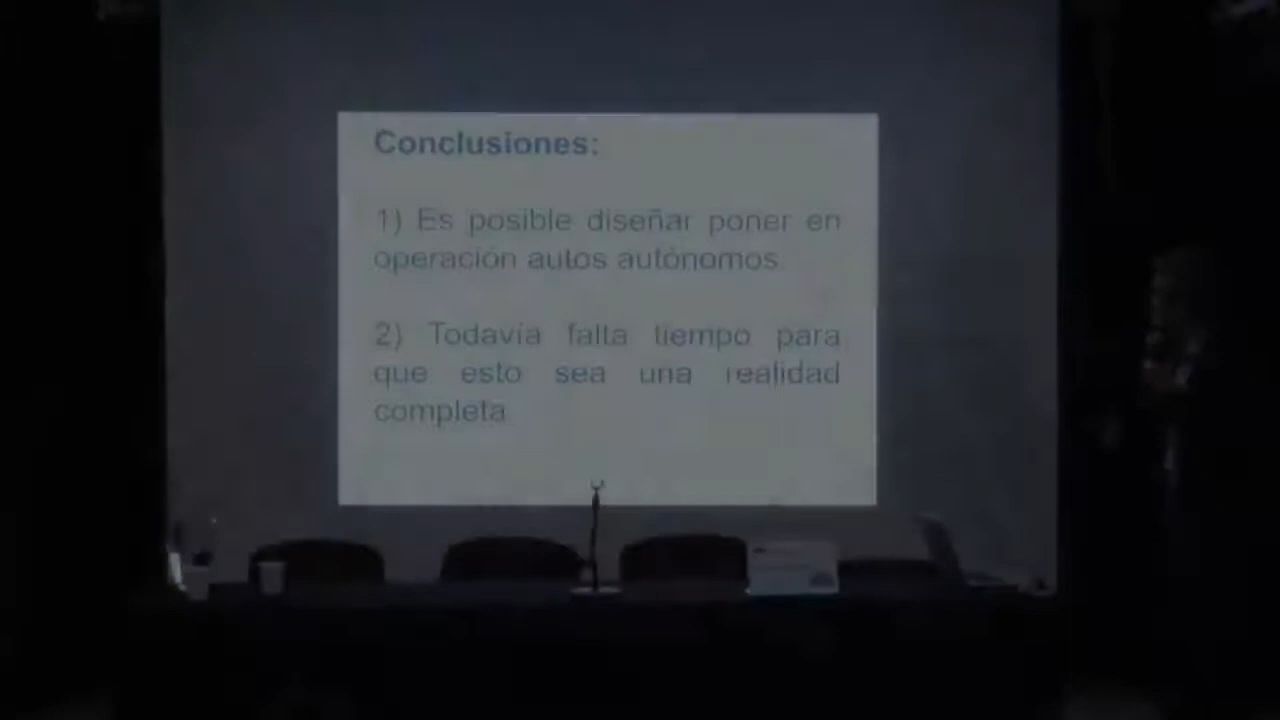 Conclusiones:
1) Es posible diseñar poner en
operación autos autónomos.
2) Todavía falta tiempo para
que esto sea una realidad
completa.